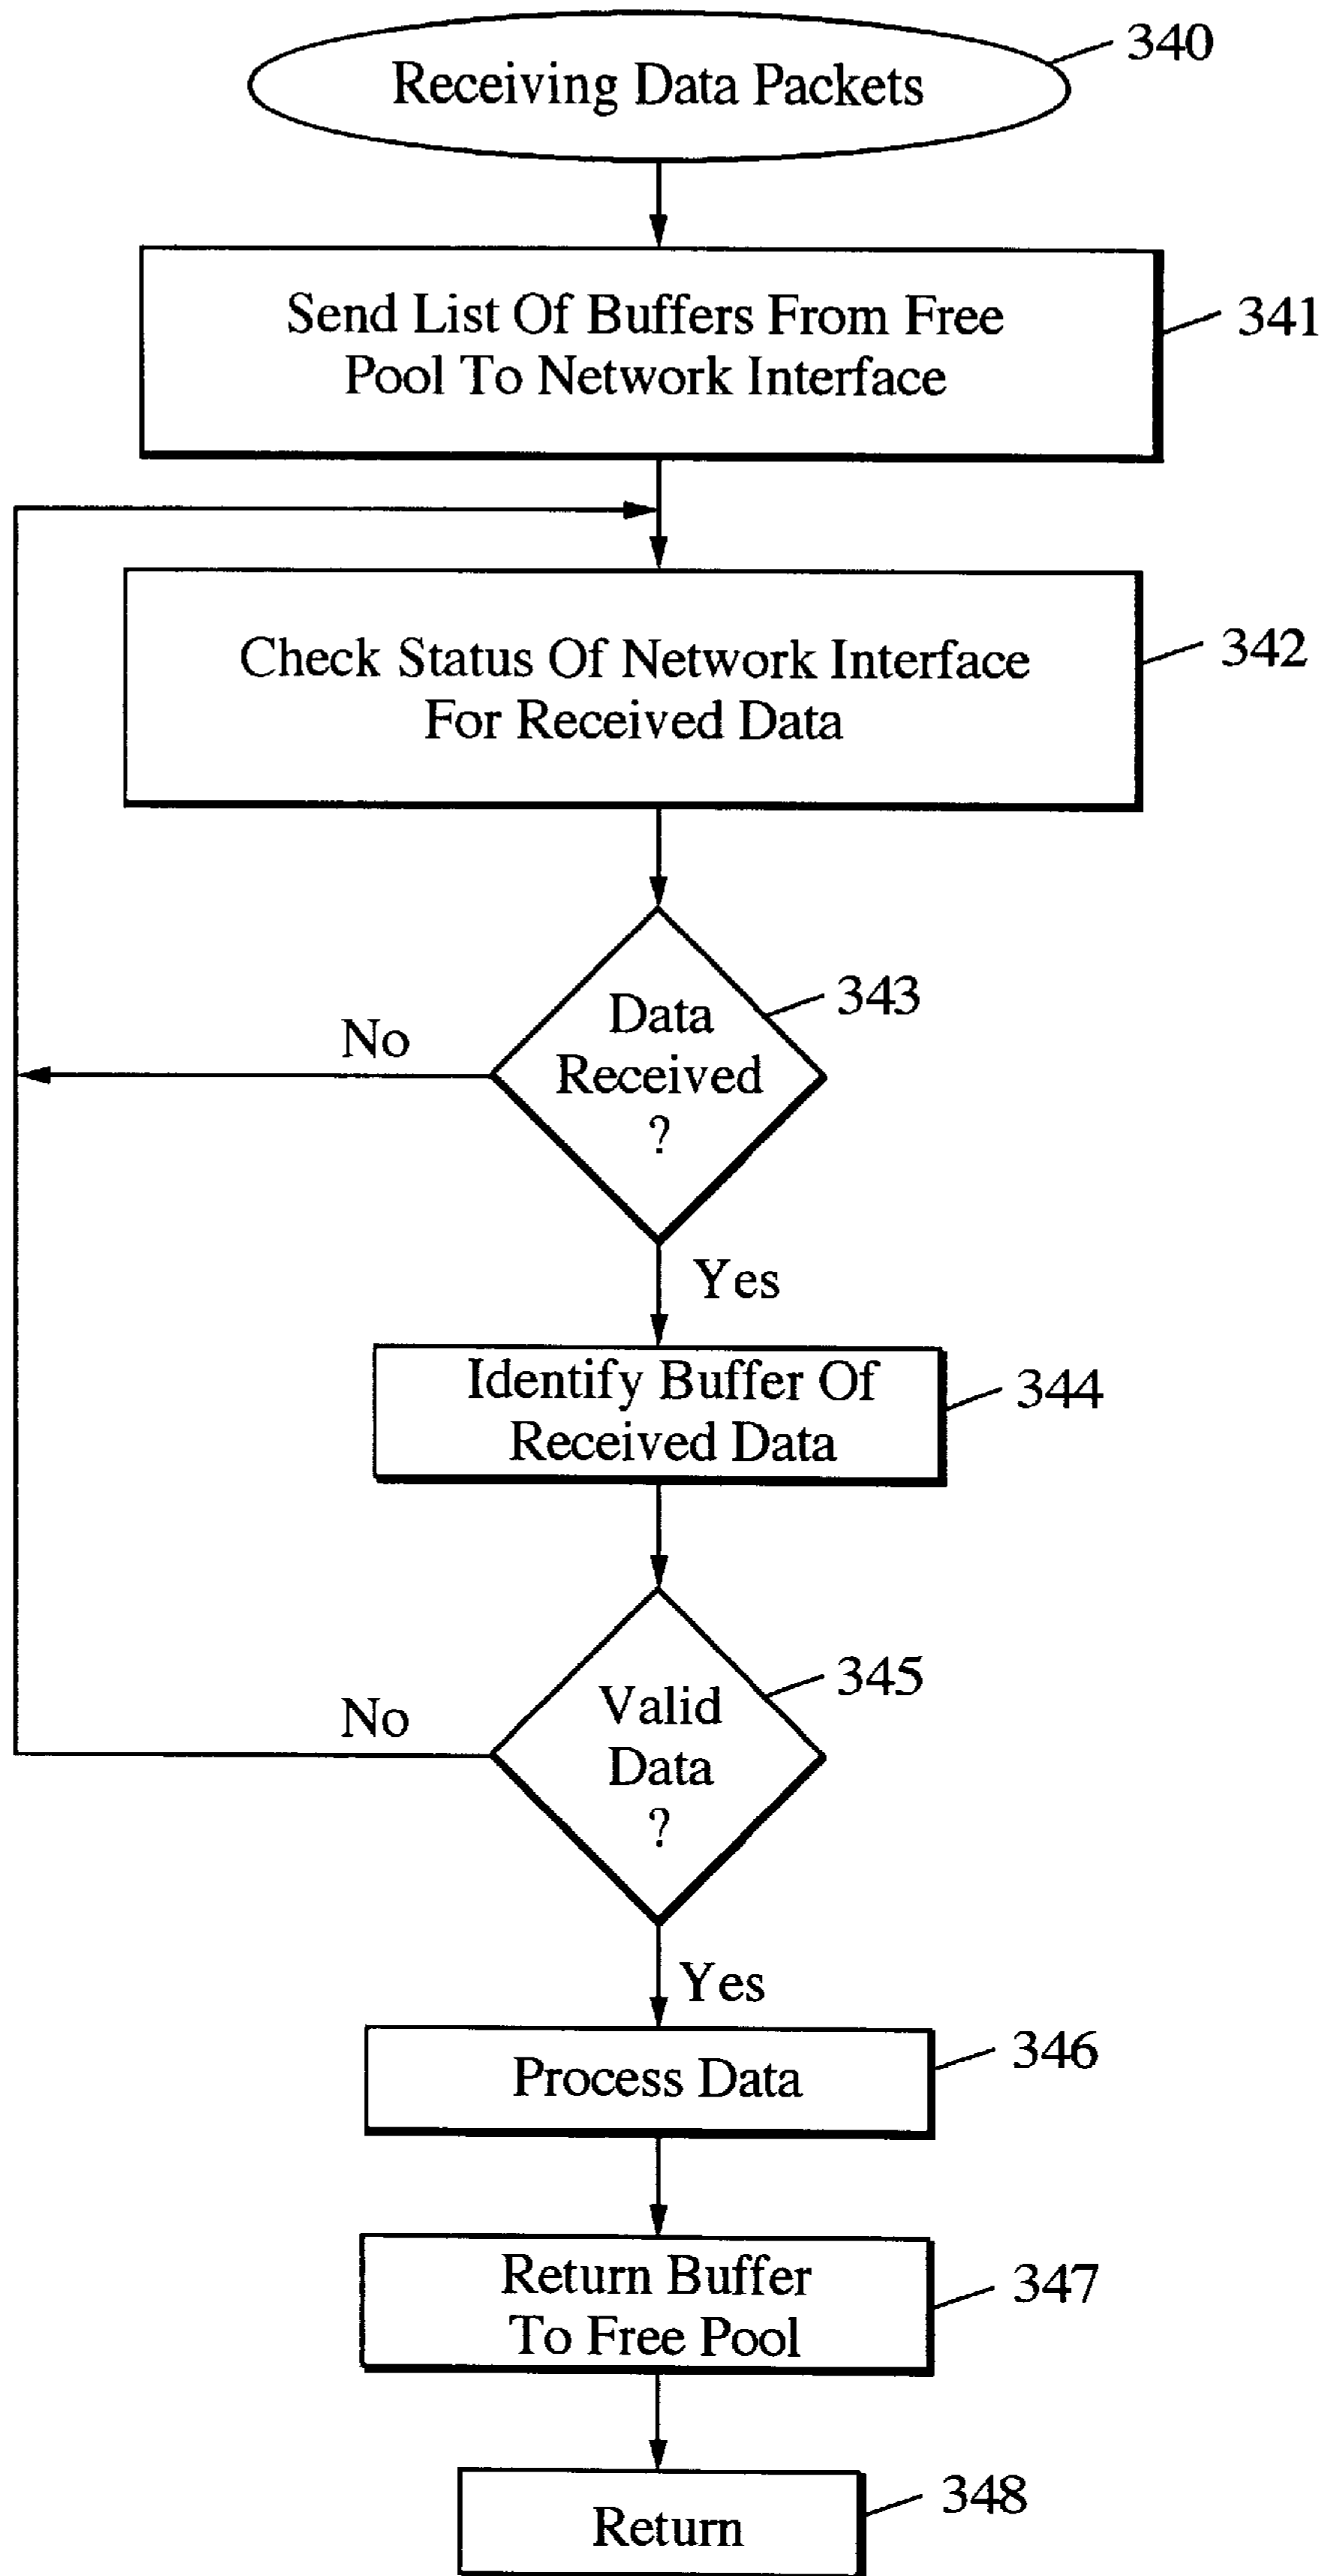 Receiving Data Packets
340
Send List Of Buffers From Free
Pool To Network Interface
341
Check Status Of Network Interface
For Received Data
342
Data
Received
?
343
No
Yes
Identify Buffer Of
Received Data
344
Valid
Data
?
345
No
Yes
Process Data
346
Return Buffer
To Free Pool
347
Return
348